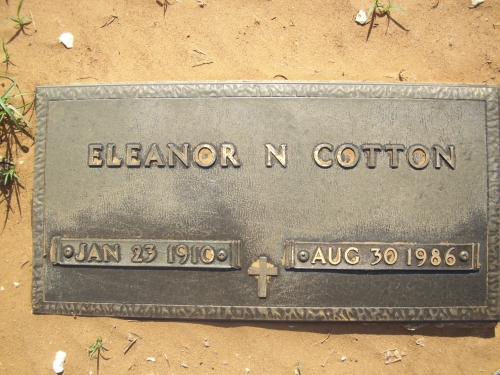 ELEANOR N COTTON
JAN 23 1910 AUG 30 1986